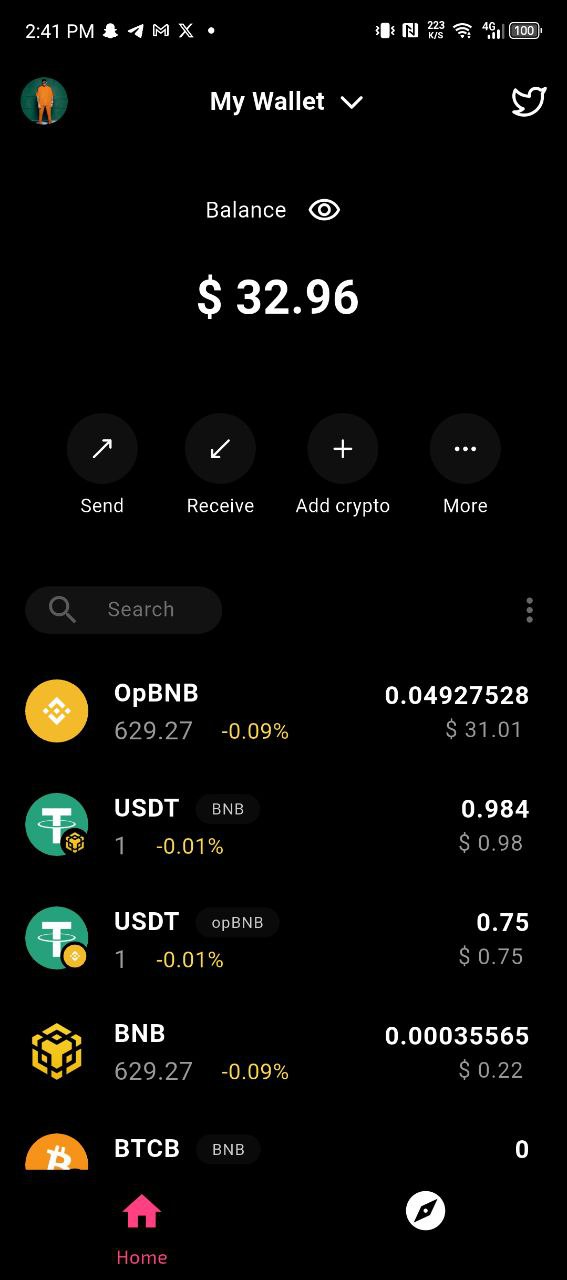 2:41 PM 223 K/S 4G 100
My Wallet
Balance
$ 32.96
Send Receive Add crypto More
Search
OpBNB 0.04927528
629.27 -0.09% $ 31.01
USDT BNB 0.984
1 -0.01% $ 0.98
USDT opBNB 0.75
1 -0.01% $ 0.75
BNB 0.00035565
629.27 -0.09% $ 0.22
BTCB BNB 0
Home